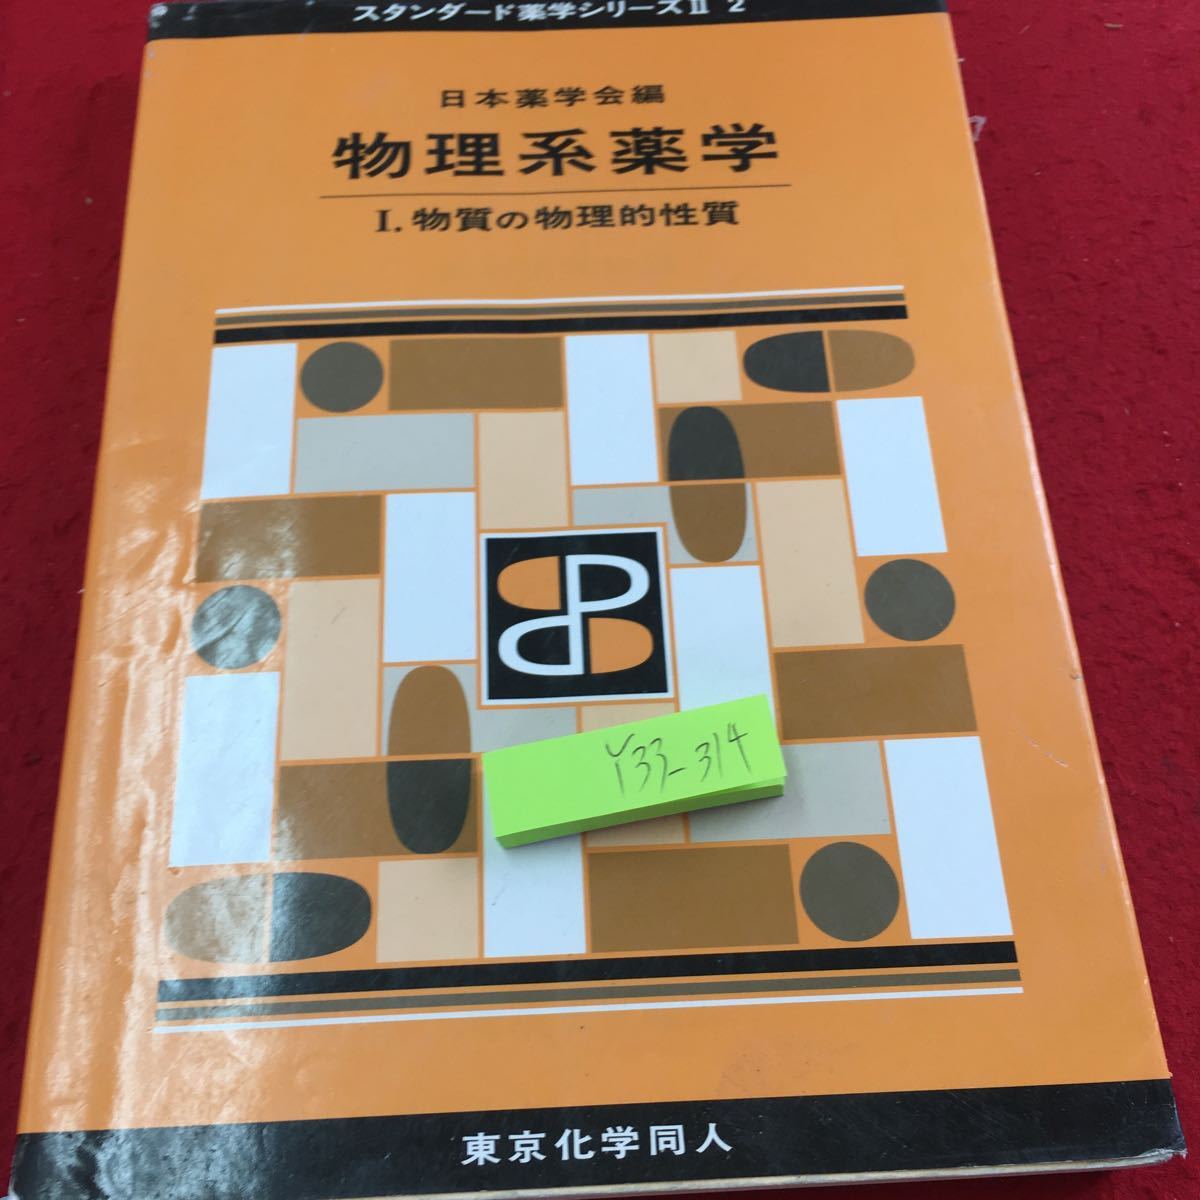 スタンダード薬学シリーズⅡ 2
日本薬学会編
物理系薬学
Ⅰ. 物質の物理的性質
Y33-314
東京化学同人